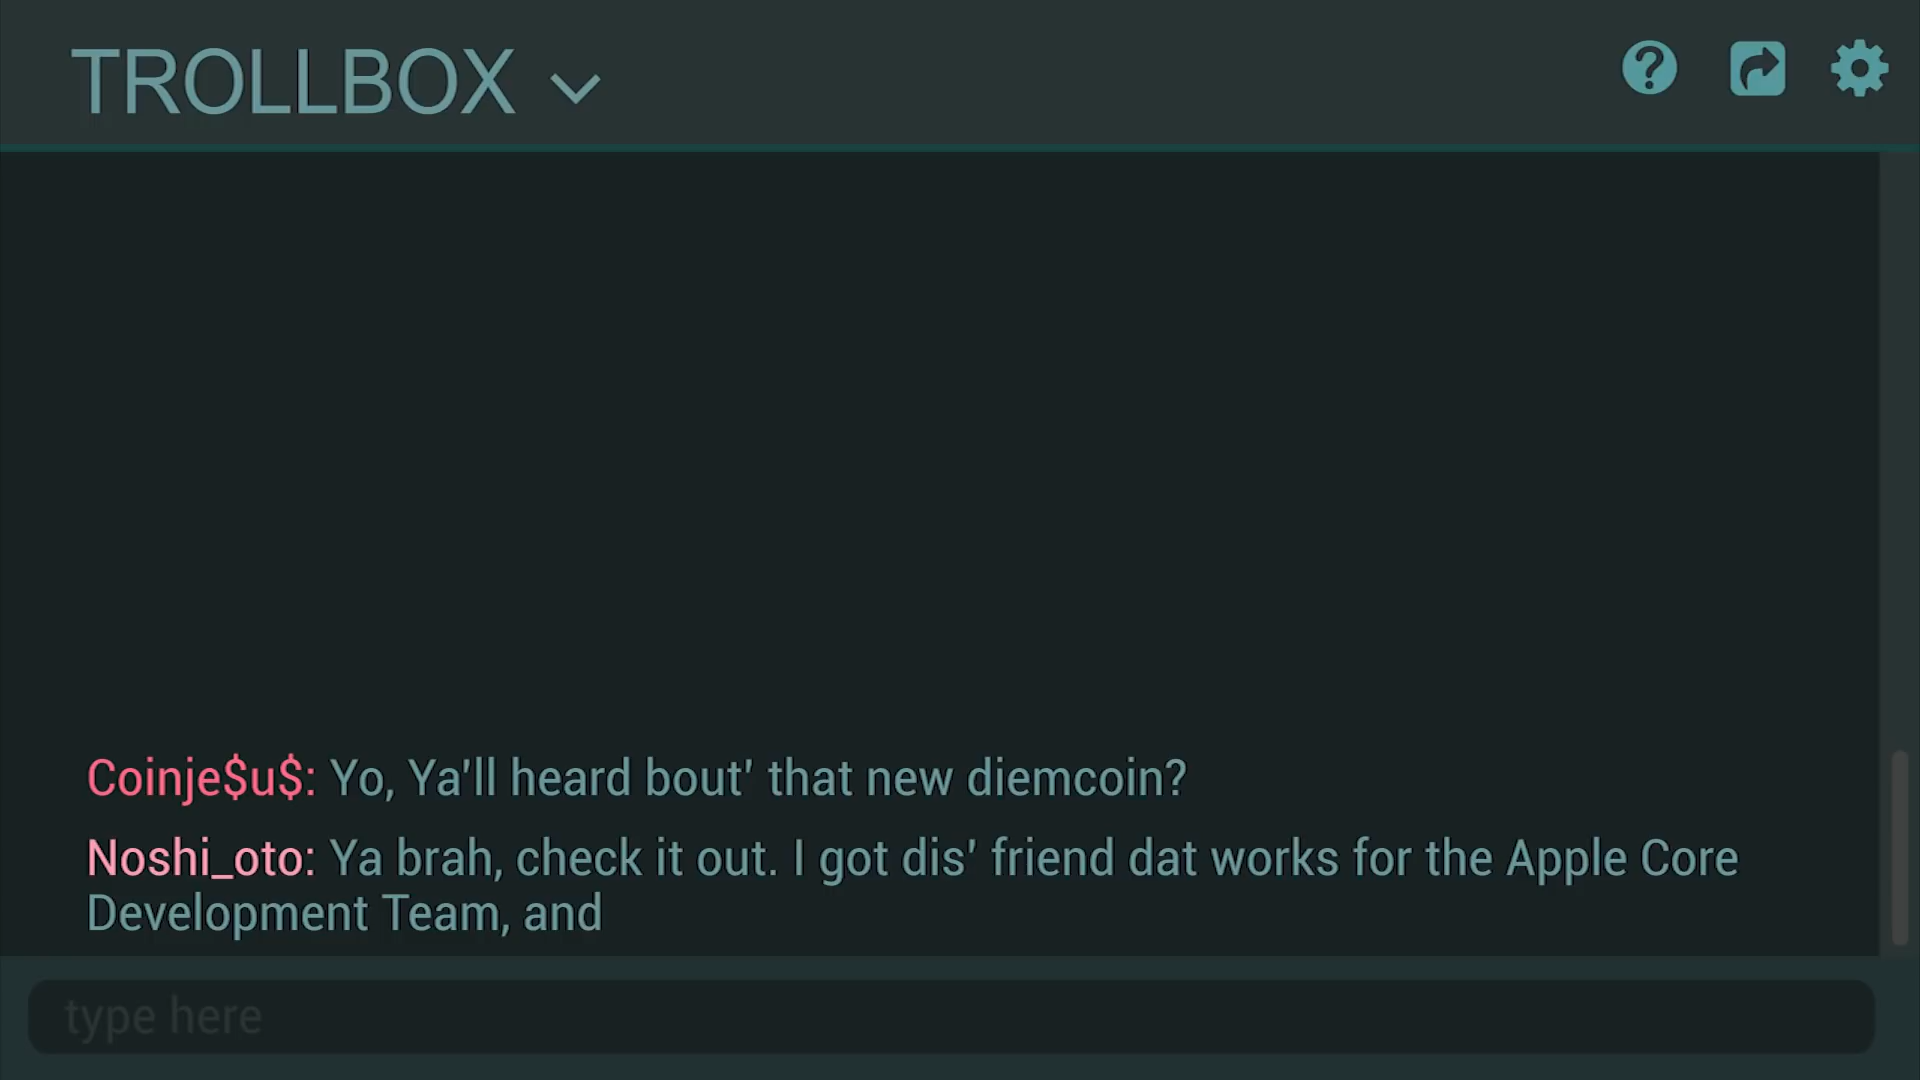 TROLLBOX
Coinje$u$: Yo, Ya'll heard bout' that new diemcoin?
Noshi_oto: Ya brah, check it out. I got dis' friend dat works for the Apple Core
Development Team, and
type here